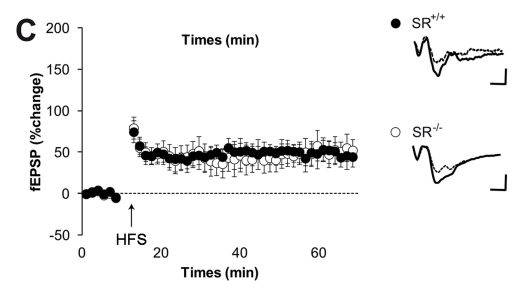 C
Times (min)
SR+/+
200
150
100
50
0
-50
fEPSP (%change)
HFS
0 20 40 60
Times (min)
SR-/-